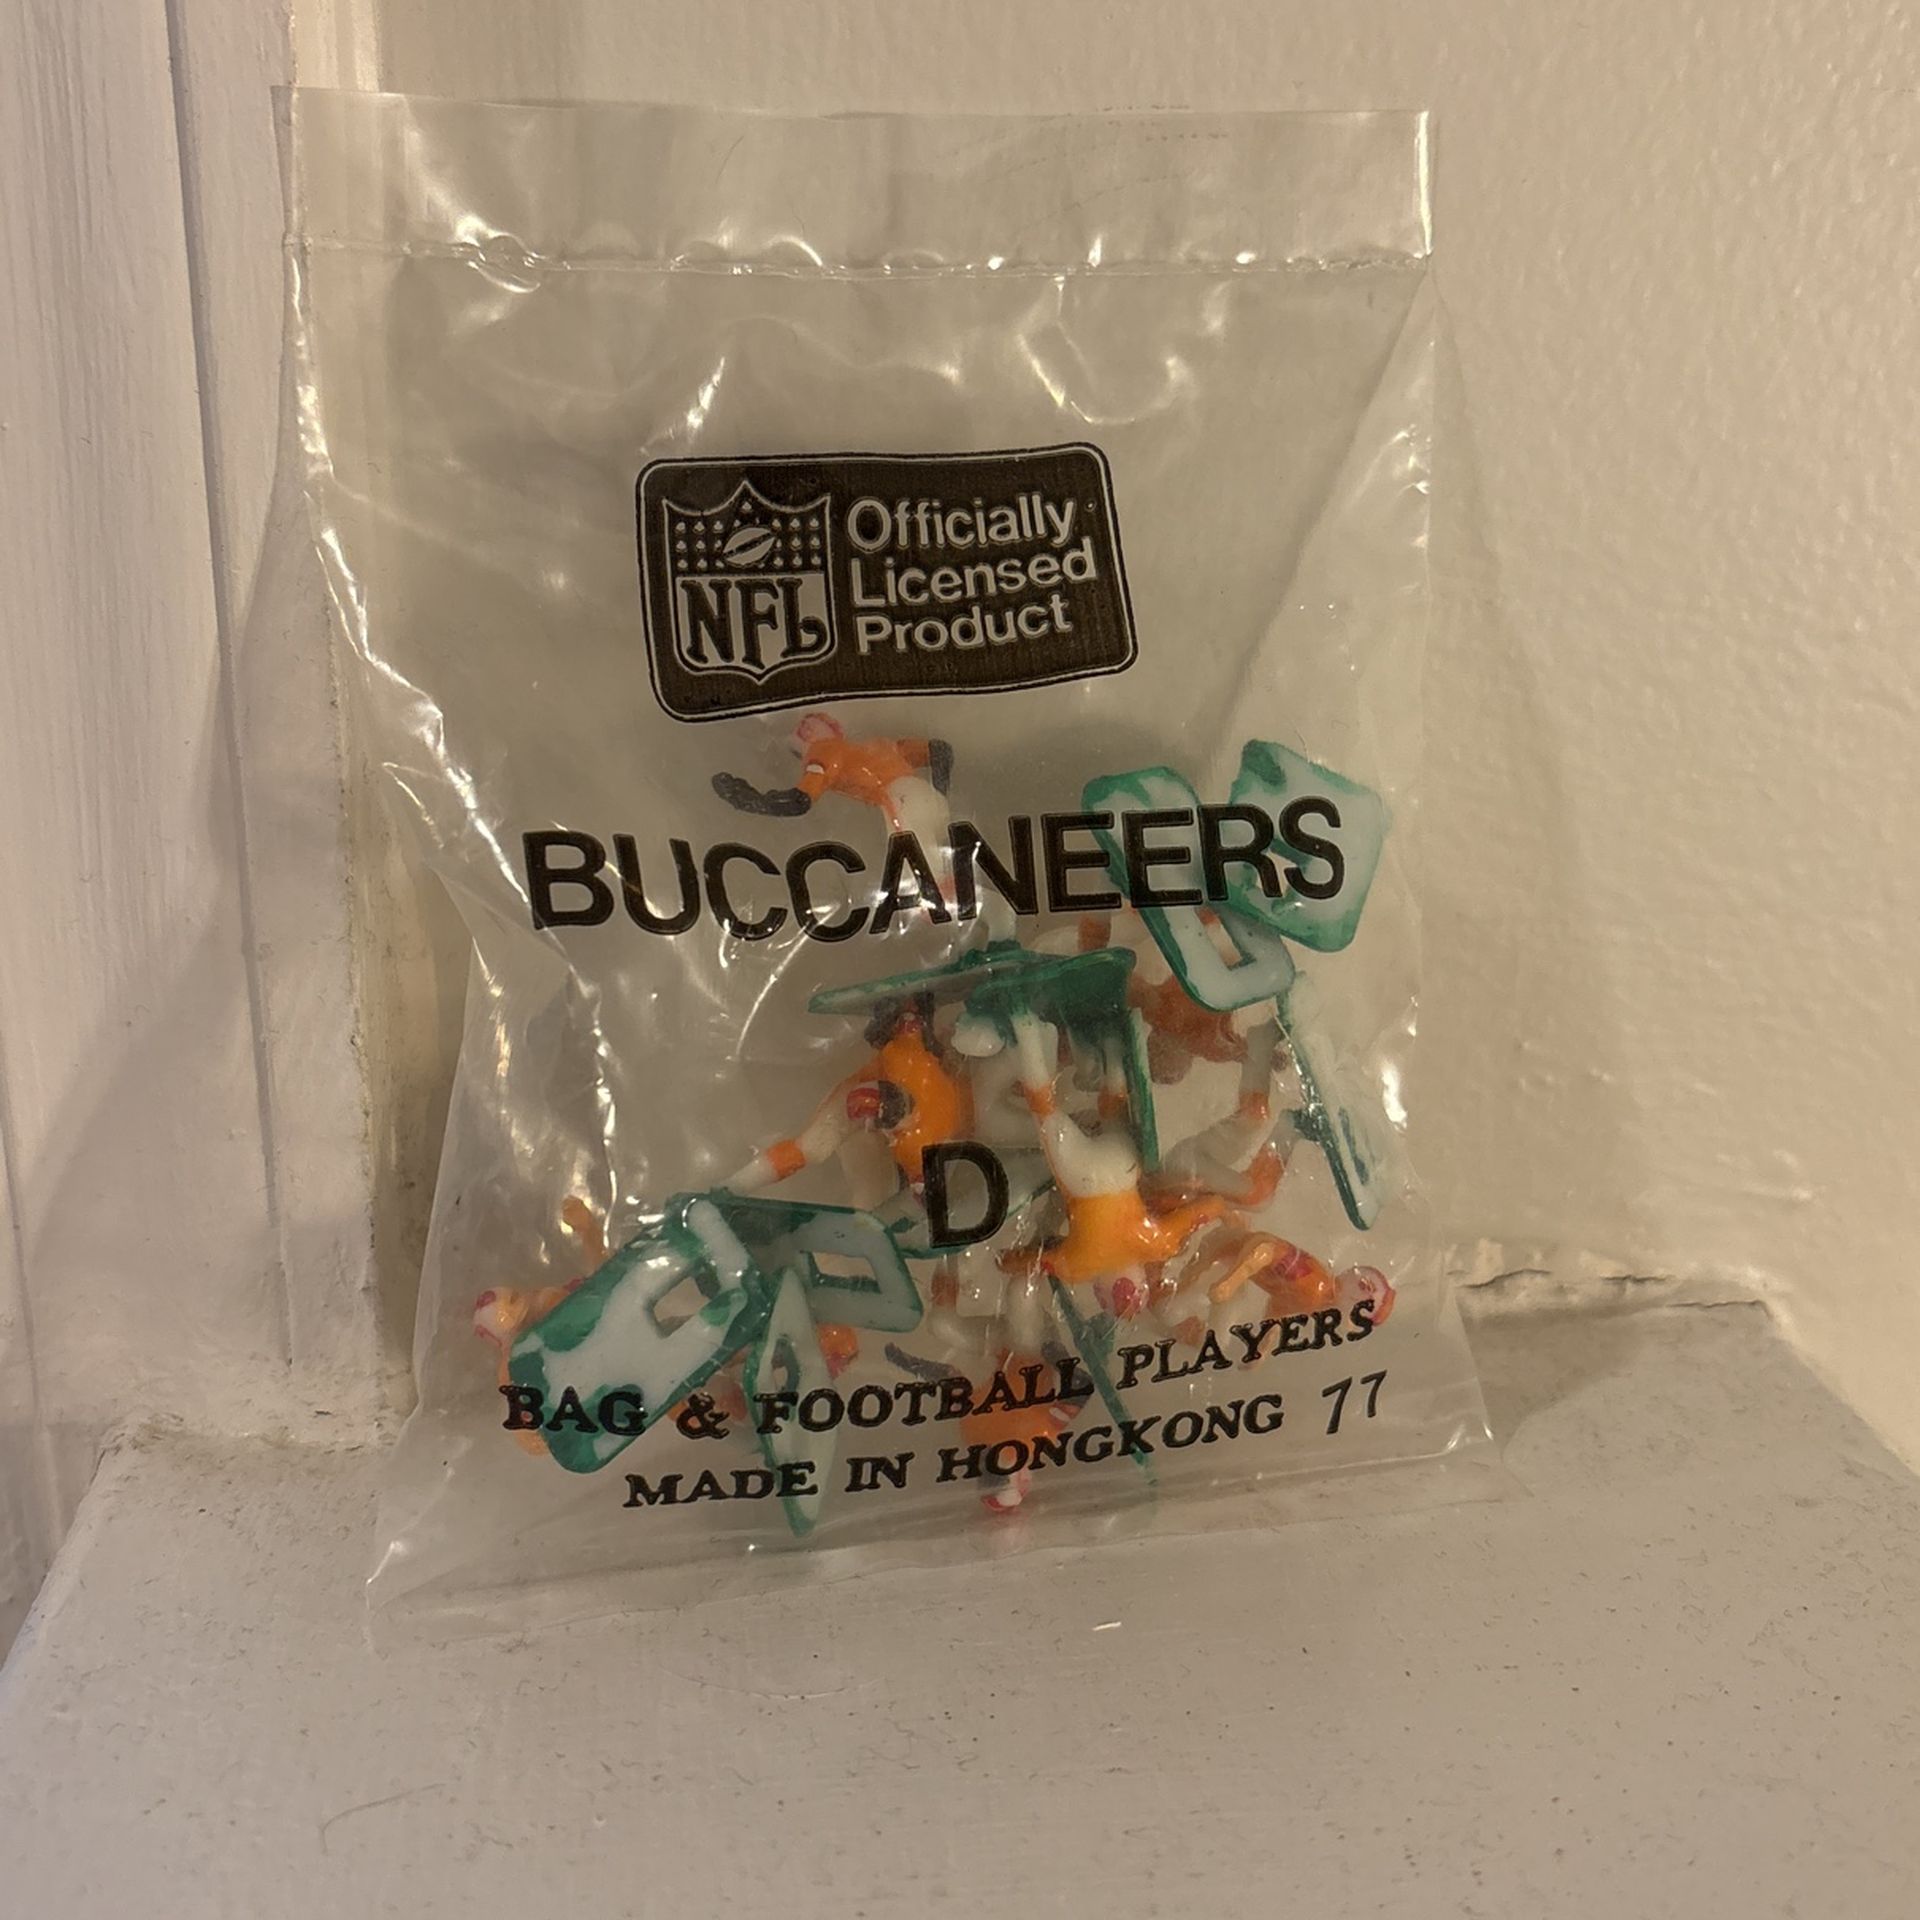 NFL
Officially
Licensed
Product
BUCCANEERS
D
BAG & FOOTBALL PLAYERS
MADE IN HONGKONG 77